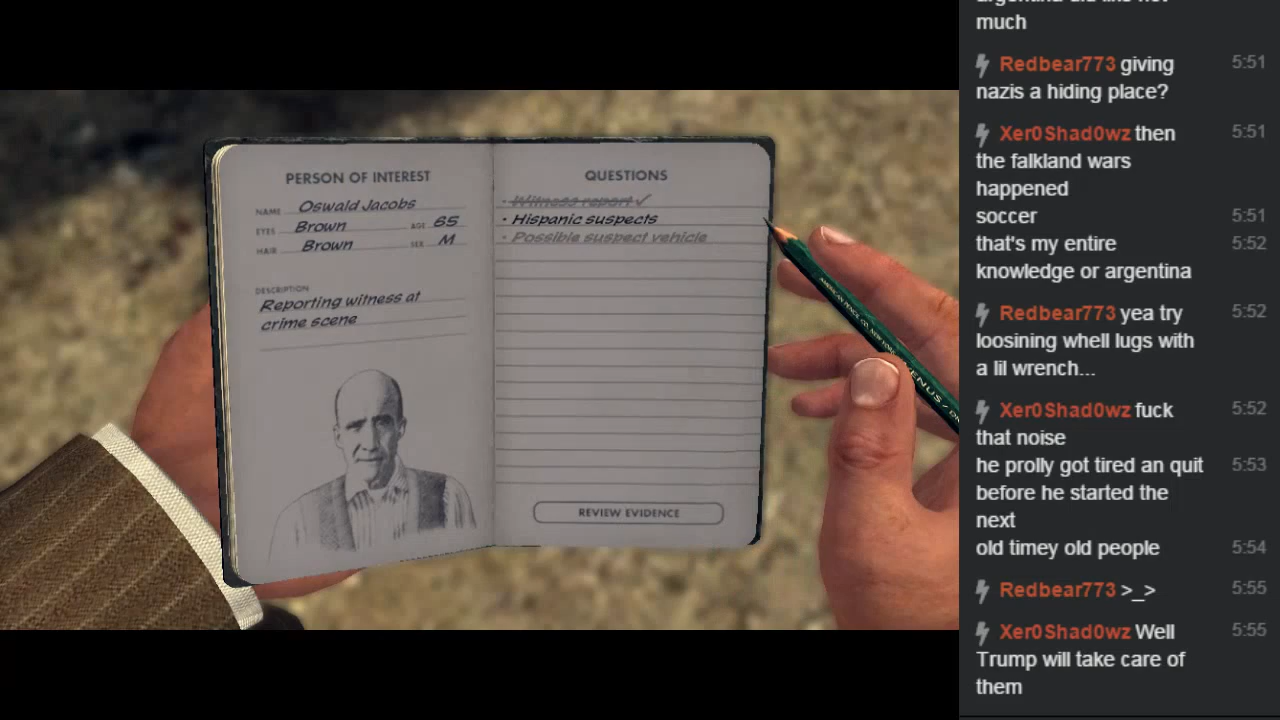 PERSON OF INTEREST
NAME Oswald Jacobs
EYES Brown AGE 65
HAIR Brown SEX M
DESCRIPTION
Reporting witness at
crime scene
QUESTIONS
· Witness report ✓
· Hispanic suspects
· Possible suspect vehicle
REVIEW EVIDENCE
much
Redbear773 giving 5:51
nazis a hiding place?
Xer0Shad0wz then 5:51
the falkland wars
happened
soccer 5:51
that's my entire 5:52
knowledge or argentina
Redbear773 yea try 5:52
loosining whell lugs with
a lil wrench...
Xer0Shad0wz fuck 5:52
that noise
he prolly got tired an quit 5:53
before he started the
next
old timey old people 5:54
Redbear773 >_> 5:55
Xer0Shad0wz Well 5:55
Trump will take care of
them